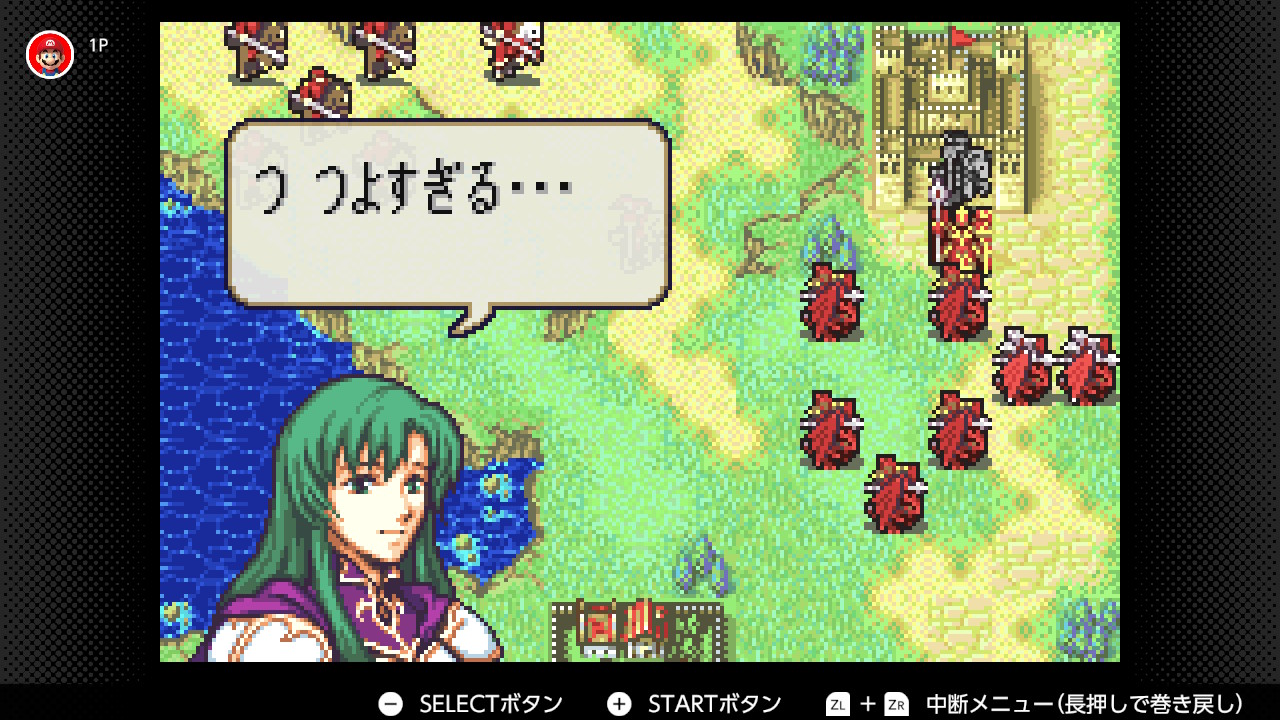 1P
つ つよすぎる・・・
− SELECTボタン + STARTボタン ZL + ZR 中断メニュー(長押しで巻き戻し)